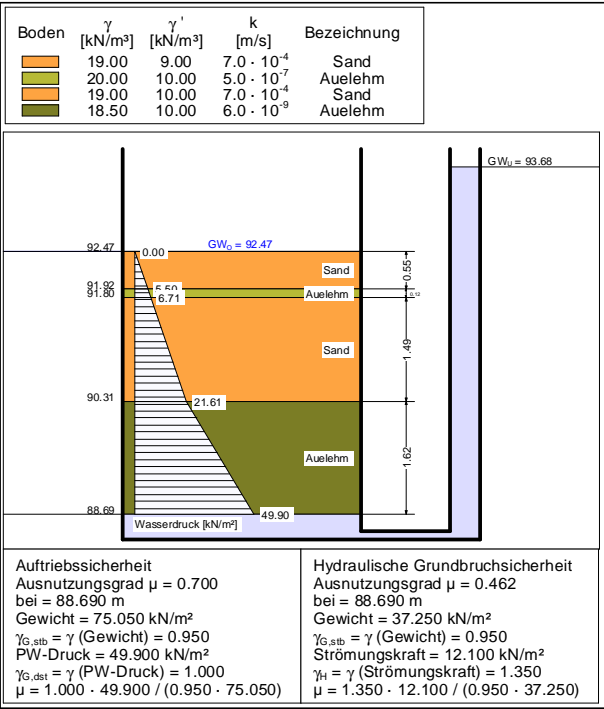 Boden γ γ ' k Bezeichnung
[kN/m³] [kN/m³] [m/s]
19.00 9.00 7.0 · 10⁻⁴ Sand
20.00 10.00 5.0 · 10⁻⁷ Auelehm
19.00 10.00 7.0 · 10⁻⁴ Sand
18.50 10.00 6.0 · 10⁻⁹ Auelehm
GWᵤ = 93.68
92.47 0.00 GW₀ = 92.47
Sand 0.55
91.92 5.50
91.80 6.71 Auelehm 0.12
Sand 1.49
90.31 21.61
Auelehm 1.62
88.69 49.90
Wasserdruck [kN/m²]
Auftriebssicherheit
Ausnutzungsgrad μ = 0.700
bei = 88.690 m
Gewicht = 75.050 kN/m²
γG,stb = γ (Gewicht) = 0.950
PW-Druck = 49.900 kN/m²
γG,dst = γ (PW-Druck) = 1.000
μ = 1.000 · 49.900 / (0.950 · 75.050)
Hydraulische Grundbruchsicherheit
Ausnutzungsgrad μ = 0.462
bei = 88.690 m
Gewicht = 37.250 kN/m²
γG,stb = γ (Gewicht) = 0.950
Strömungskraft = 12.100 kN/m²
γH = γ (Strömungskraft) = 1.350
μ = 1.350 · 12.100 / (0.950 · 37.250)